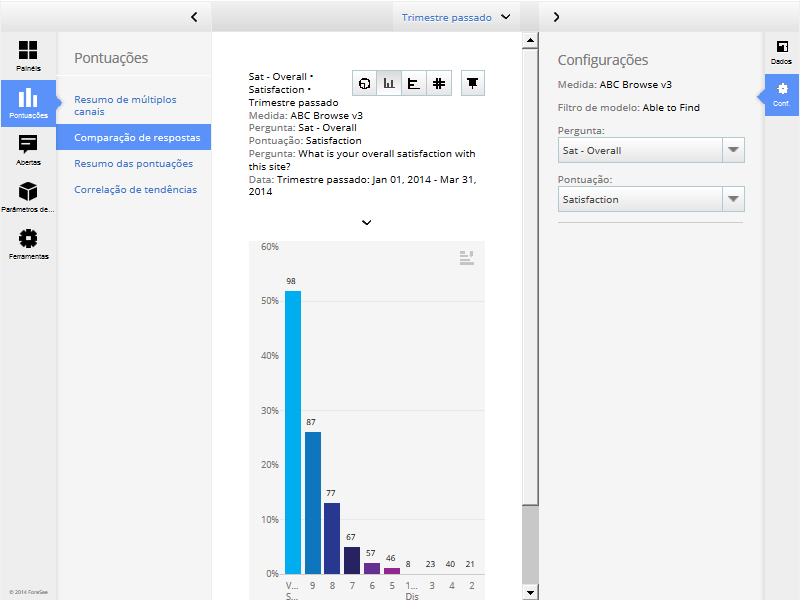 Trimestre passado
Painéis
Pontuações
Abertas
Parâmetros de...
Ferramentas
© 2014 ForeSee
Pontuações
Resumo de múltiplos
canais
Comparação de respostas
Resumo das pontuações
Correlação de tendências
Sat - Overall •
Satisfaction •
Trimestre passado
Medida: ABC Browse v3
Pergunta: Sat - Overall
Pontuação: Satisfaction
Pergunta: What is your overall satisfaction with
this site?
Data: Trimestre passado: Jan 01, 2014 - Mar 31,
2014
60%
50%
40%
30%
20%
10%
0%
98
87
77
67
57
46
8
23
40
21
V... 9 8 7 6 5 1... 3 4 2
S... Dis
Configurações
Medida: ABC Browse v3
Filtro de modelo: Able to Find
Pergunta:
Sat - Overall
Pontuação:
Satisfaction
Dados
Conf.